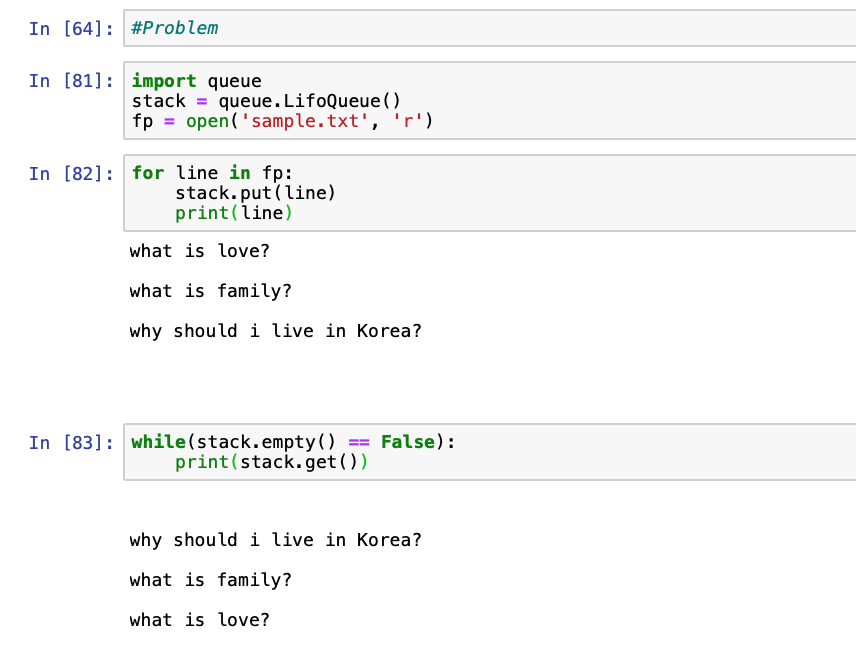 In [64]: #Problem
In [81]: import queue
stack = queue.LifoQueue()
fp = open('sample.txt', 'r')
In [82]: for line in fp:
    stack.put(line)
    print(line)
what is love?
what is family?
why should i live in Korea?
In [83]: while(stack.empty() == False):
    print(stack.get())
why should i live in Korea?
what is family?
what is love?